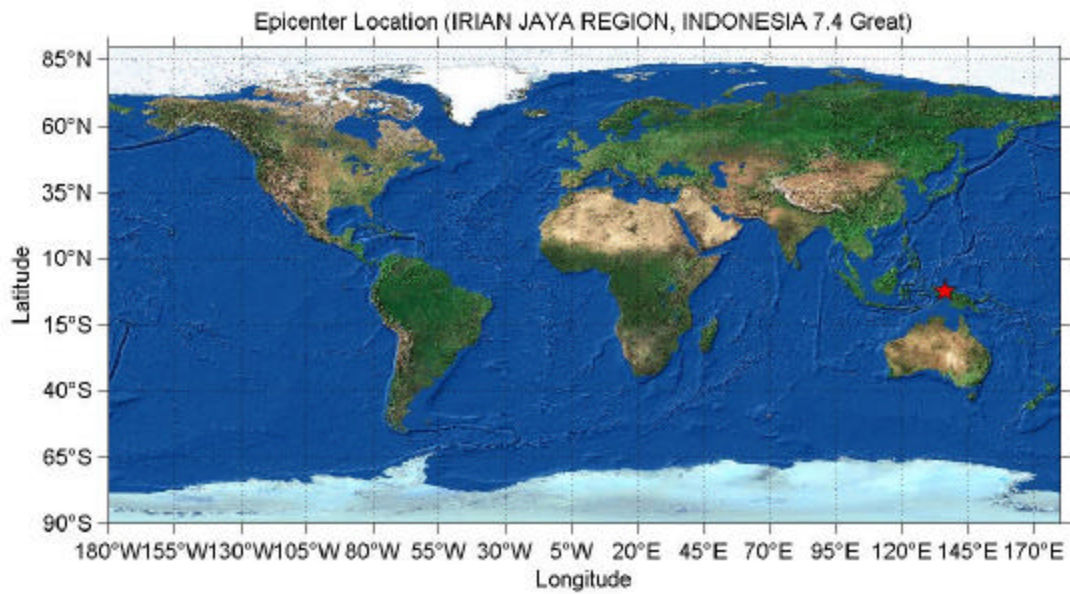 Epicenter Location (IRIAN JAYA REGION, INDONESIA 7.4 Great)
85°N
60°N
35°N
10°N
15°S
40°S
65°S
90°S
Latitude
180°W155°W130°W105°W 80°W 55°W 30°W 5°W 20°E 45°E 70°E 95°E 120°E 145°E 170°E
Longitude